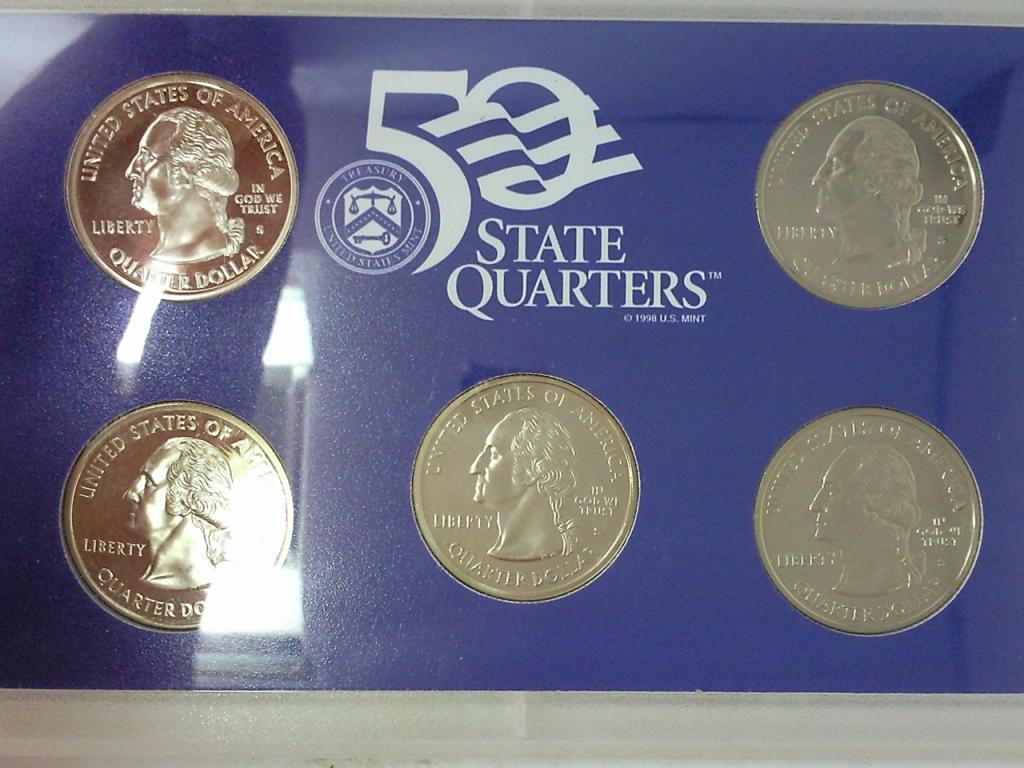 UNITED STATES OF AMERICA
IN
GOD WE
TRUST
LIBERTY
S
QUARTER DOLLAR
50
TREASURY
UNITED STATES MINT
STATE
QUARTERS™
© 1998 U.S. MINT
UNITED STATES OF AMERICA
IN
GOD WE
TRUST
LIBERTY
S
QUARTER DOLLAR
UNITED STATES OF
LIBERTY
QUARTER DO
UNITED STATES OF AMERICA
IN
GOD WE
TRUST
LIBERTY
S
QUARTER DOLLAR
UNITED STATES OF AMERICA
IN
GOD WE
TRUST
LIBERTY
S
QUARTER DOLLAR